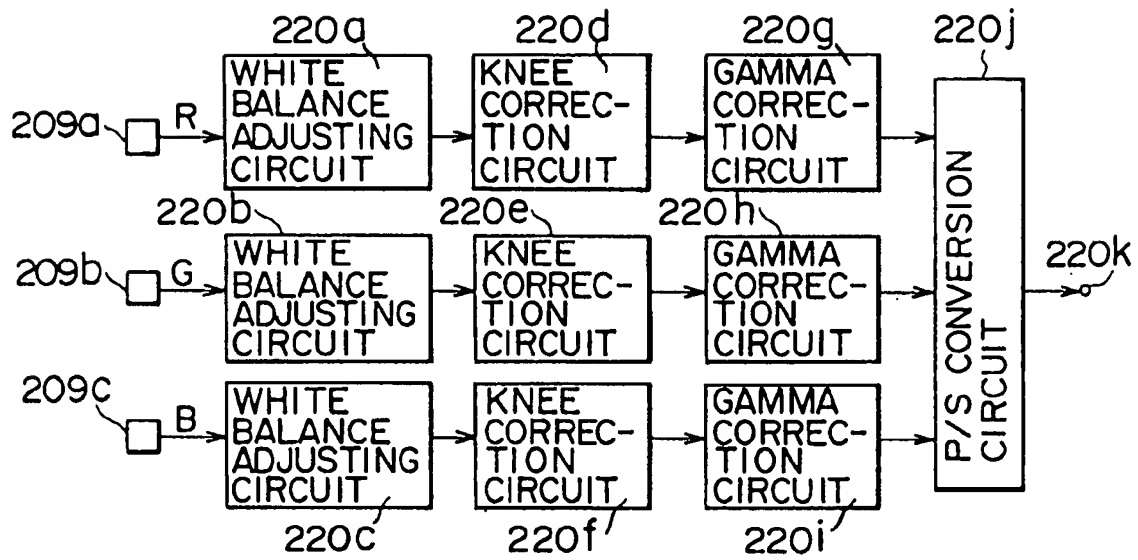 220a 220d 220g 220j
209a R
WHITE
BALANCE
ADJUSTING
CIRCUIT
KNEE
CORREC-
TION
CIRCUIT
GAMMA
CORREC-
TION
CIRCUIT
220b 220e 220h
209b G
WHITE
BALANCE
ADJUSTING
CIRCUIT
KNEE
CORREC-
TION
CIRCUIT
GAMMA
CORREC-
TION
CIRCUIT
209c B
WHITE
BALANCE
ADJUSTING
CIRCUIT
KNEE
CORREC-
TION
CIRCUIT
GAMMA
CORREC-
TION
CIRCUIT
220c 220f 220i
P/S CONVERSION
CIRCUIT
220k